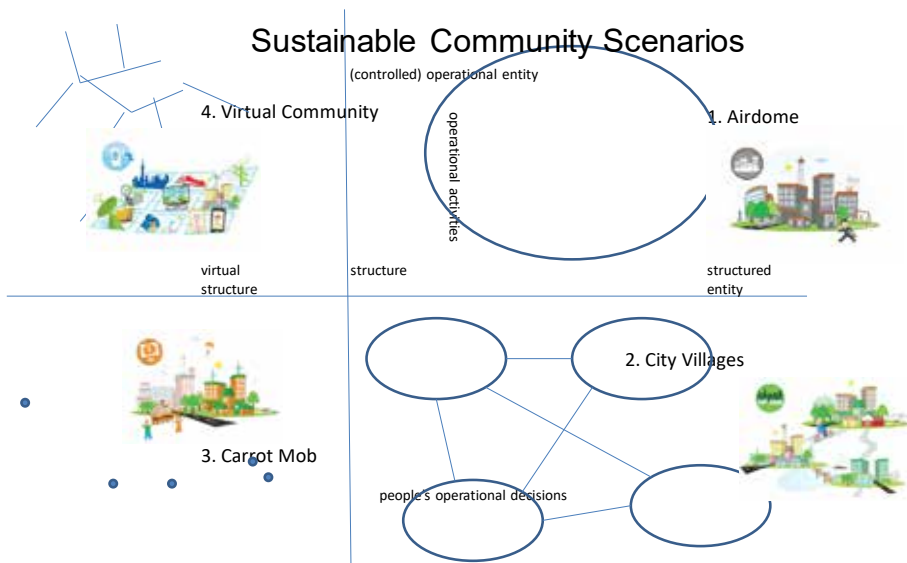 Sustainable Community Scenarios
(controlled) operational entity
4. Virtual Community
1. Airdome
operational activities
virtual
structure
structure
structured
entity
2. City Villages
3. Carrot Mob
people's operational decisions